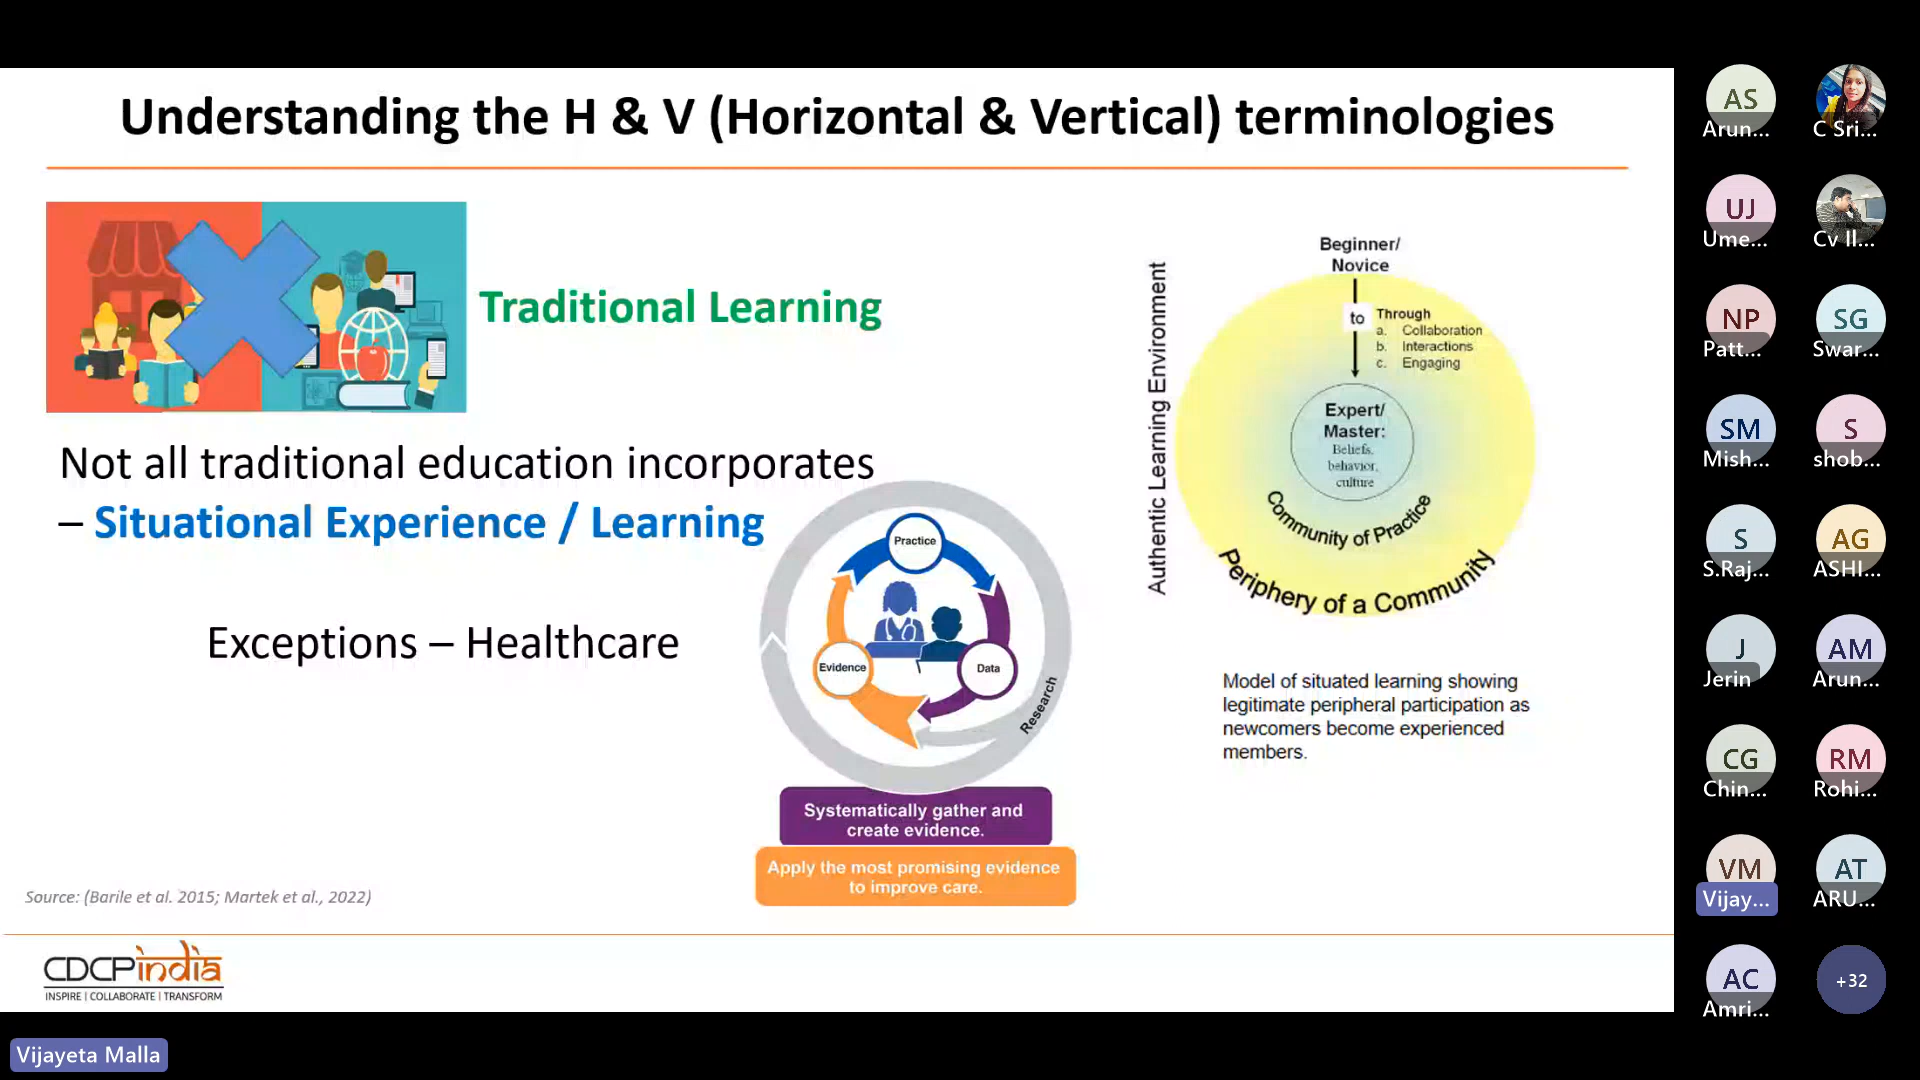 Understanding the H & V (Horizontal & Vertical) terminologies
Traditional Learning
Not all traditional education incorporates
– Situational Experience / Learning
Exceptions – Healthcare
Practice
Evidence
Data
Research
Systematically gather and
create evidence.
Apply the most promising evidence
to improve care.
Authentic Learning Environment
Beginner/
Novice
to
Through
a. Collaboration
b. Interactions
c. Engaging
Expert/
Master:
Beliefs,
behavior,
culture
Community of Practice
Periphery of a Community
Model of situated learning showing
legitimate peripheral participation as
newcomers become experienced
members.
Source: (Barile et al. 2015; Martek et al., 2022)
CDCPindia
INSPIRE | COLLABORATE | TRANSFORM
Vijayeta Malla
AS
Arun...
C Sri...
UJ
Ume...
Cv Il...
NP
Patt...
SG
Swar...
SM
Mish...
S
shob...
S
S.Raj...
AG
ASHI...
J
Jerin
AM
Arun...
CG
Chin...
RM
Rohi...
VM
Vijay...
AT
ARU...
AC
Amri...
+32